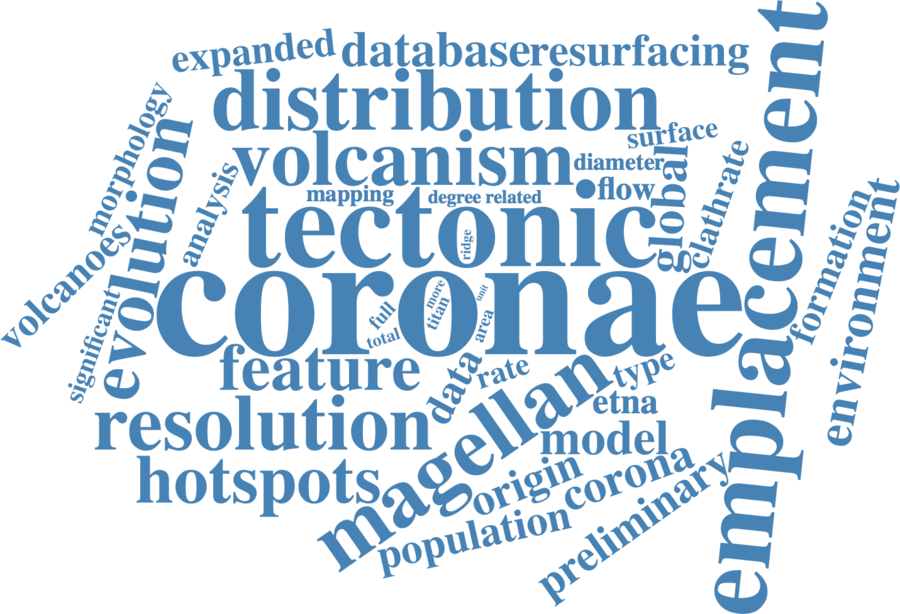 expanded
database
resurfacing
distribution
emplacement
morphology
surface
volcanism
diameter
global
clathrate
analysis
evolution
mapping
degree related
flow
tectonic
ridge
volcanoes
formation
environment
coronae
significant
full
more
titan
unit
total
area
feature
data
rate
type
magellan
etna
resolution
model
hotspots
origin
corona
population
preliminary